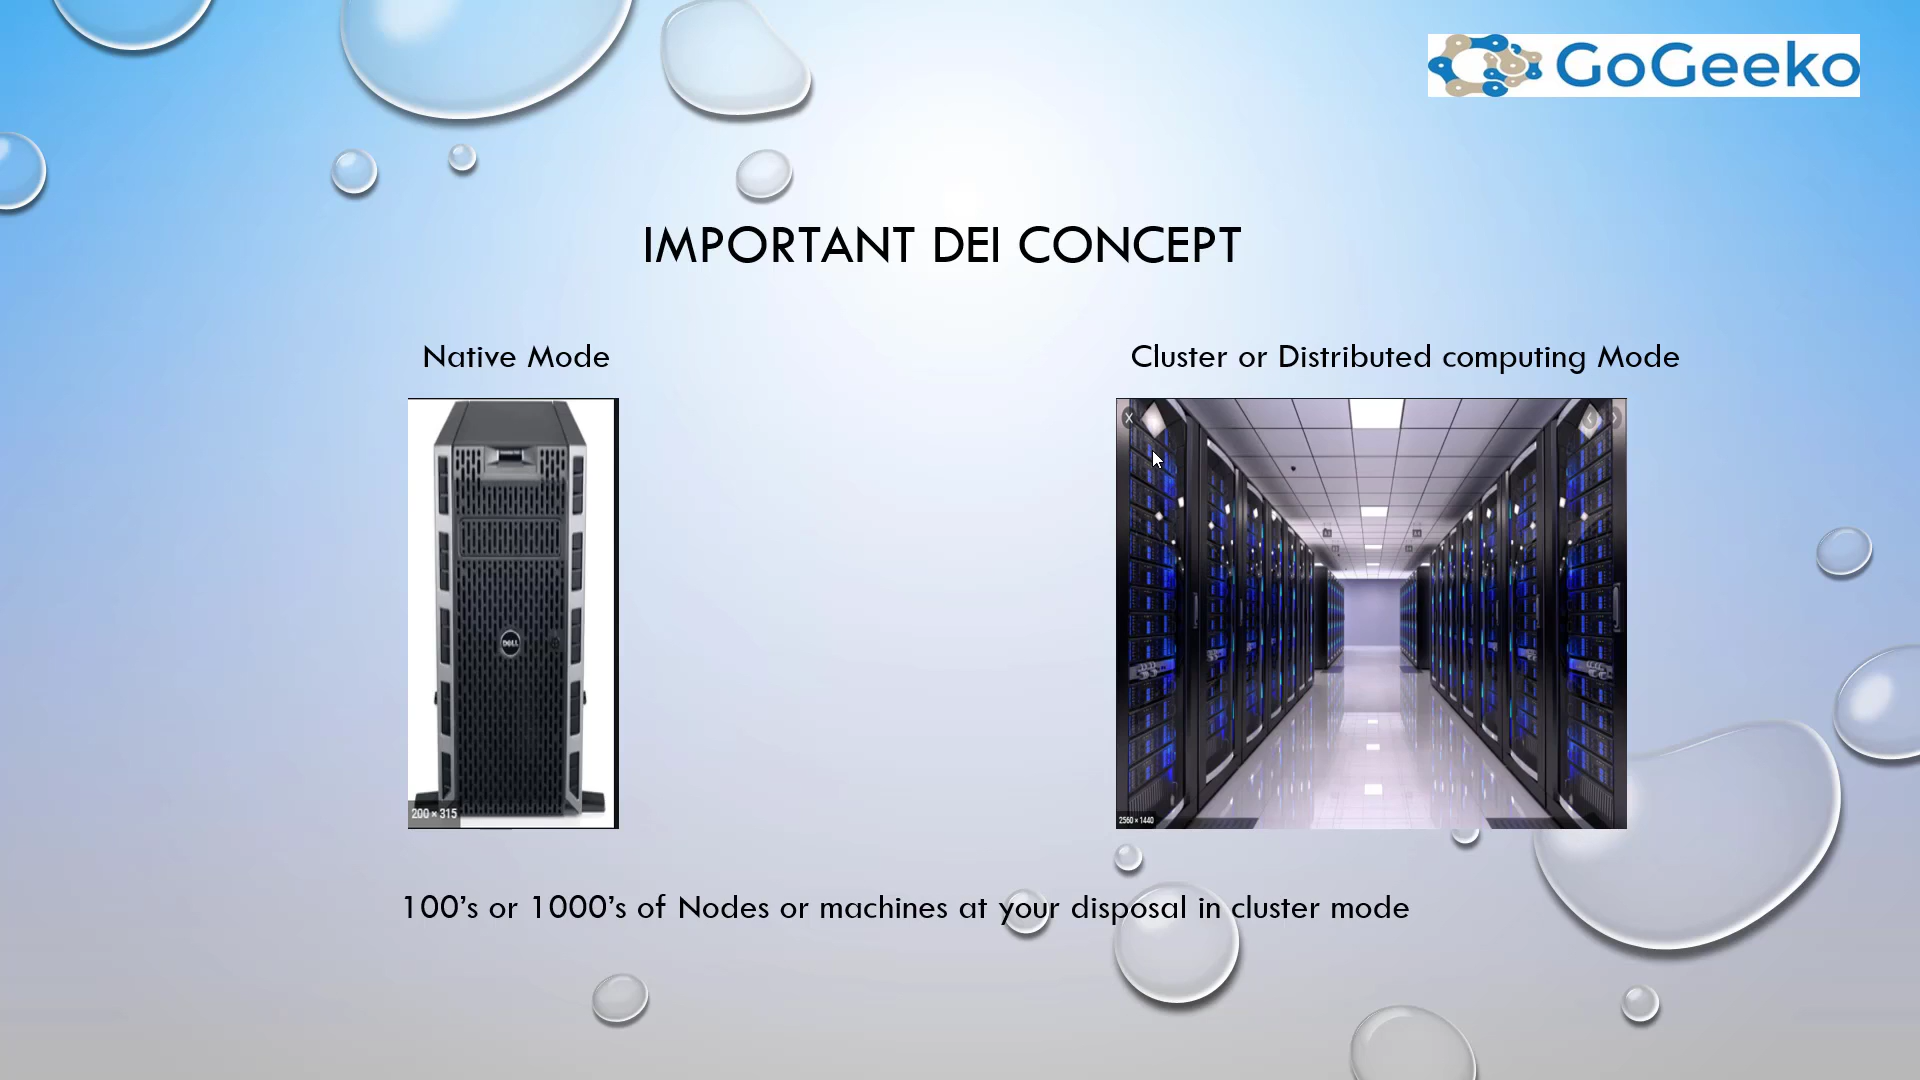 GoGeeko
IMPORTANT DEI CONCEPT
Native Mode
Cluster or Distributed computing Mode
DELL
200 × 315
2560 × 1440
100’s or 1000’s of Nodes or machines at your disposal in cluster mode